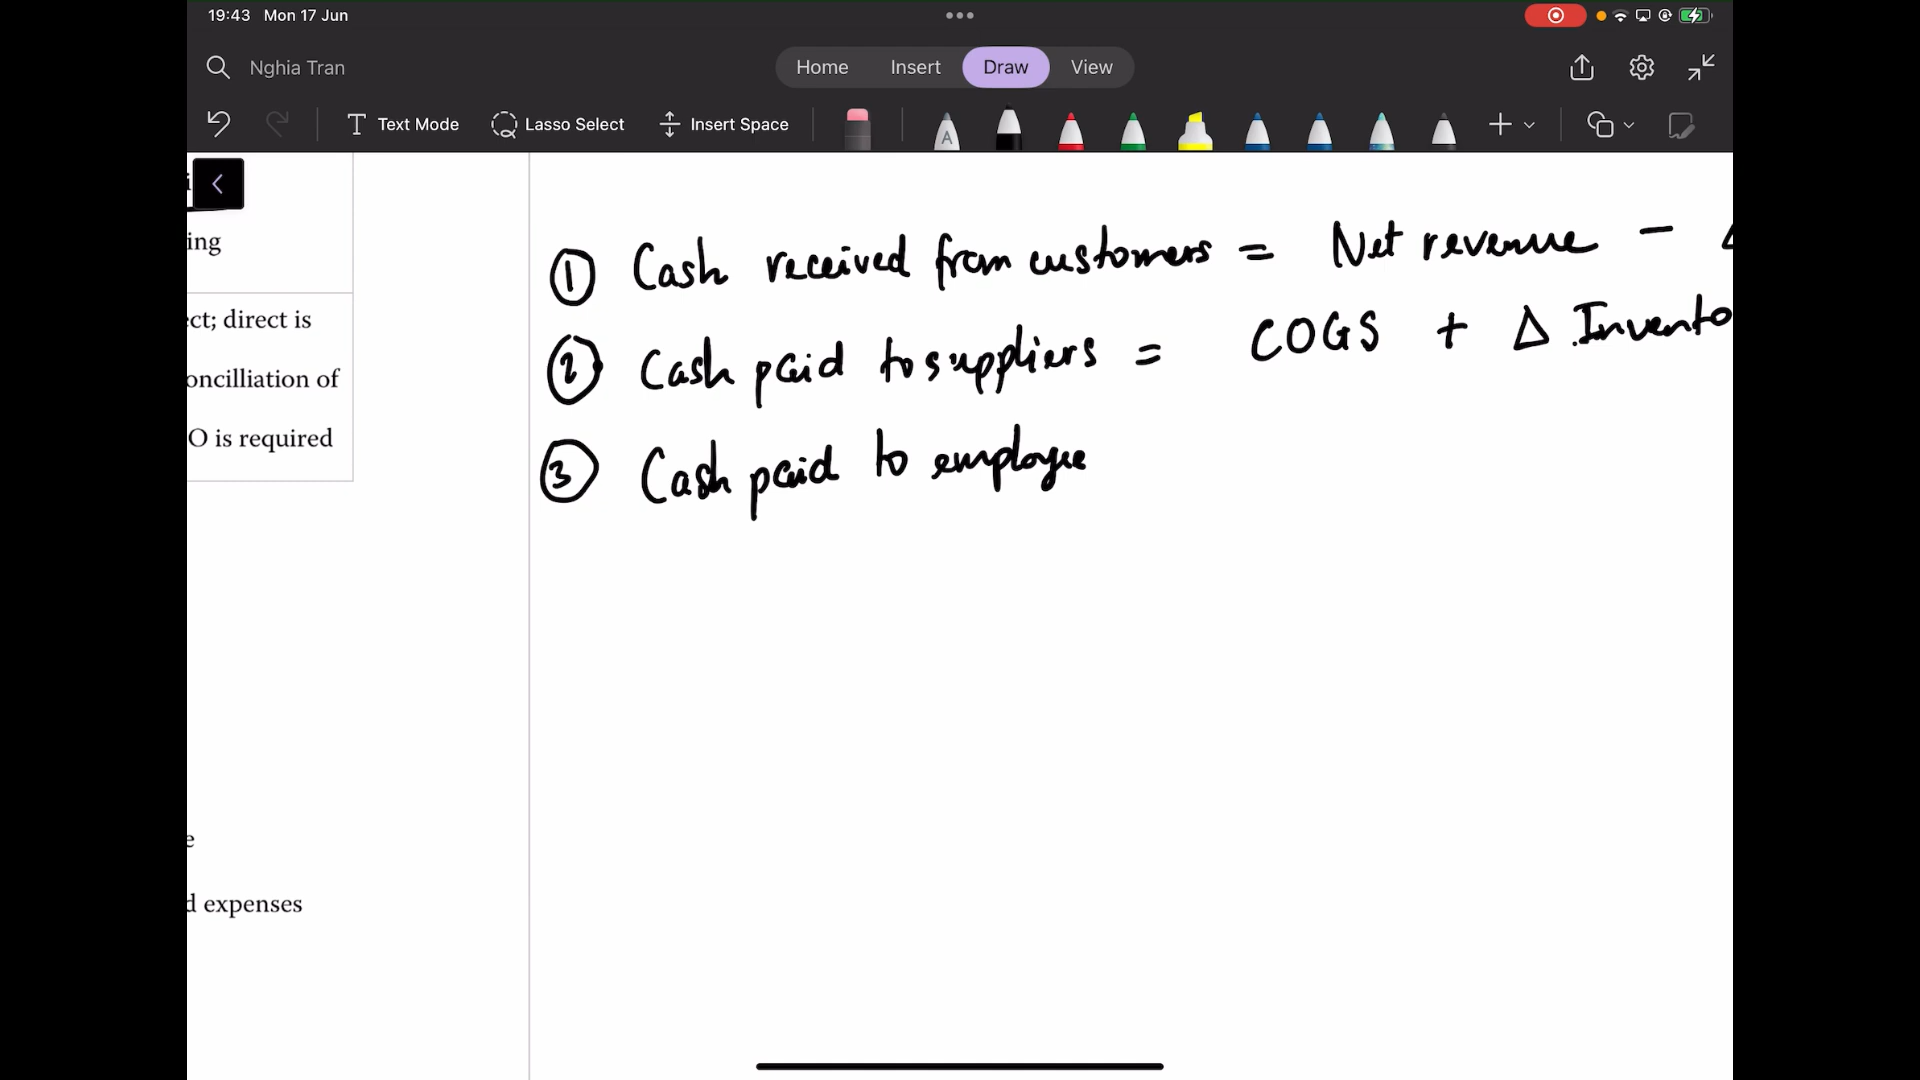 19:43 Mon 17 Jun
Nghia Tran
Home Insert Draw View
Text Mode Lasso Select Insert Space
A
ing
ect; direct is
oncilliation of
O is required
e
d expenses
① Cash received from customers = Net revenue - Δ
② Cash paid to suppliers = COGS + Δ Invento
③ Cash paid to employee